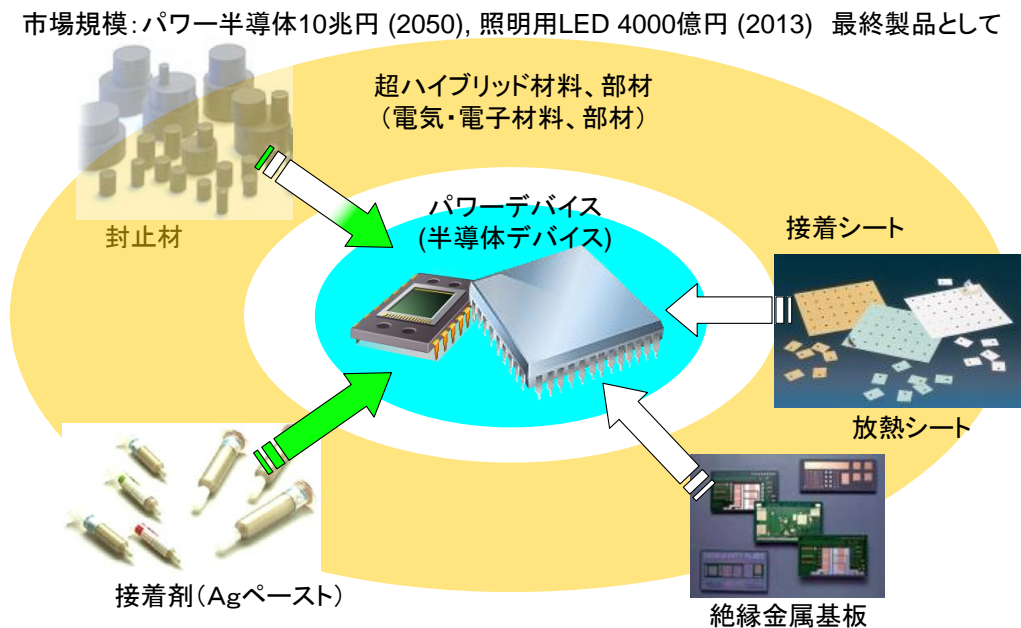 市場規模：パワー半導体10兆円 (2050), 照明用LED 4000億円 (2013)　最終製品として
超ハイブリッド材料、部材
（電気・電子材料、部材）
パワーデバイス
(半導体デバイス)
封止材
接着シート
放熱シート
接着剤（Ａｇペースト）
絶縁金属基板